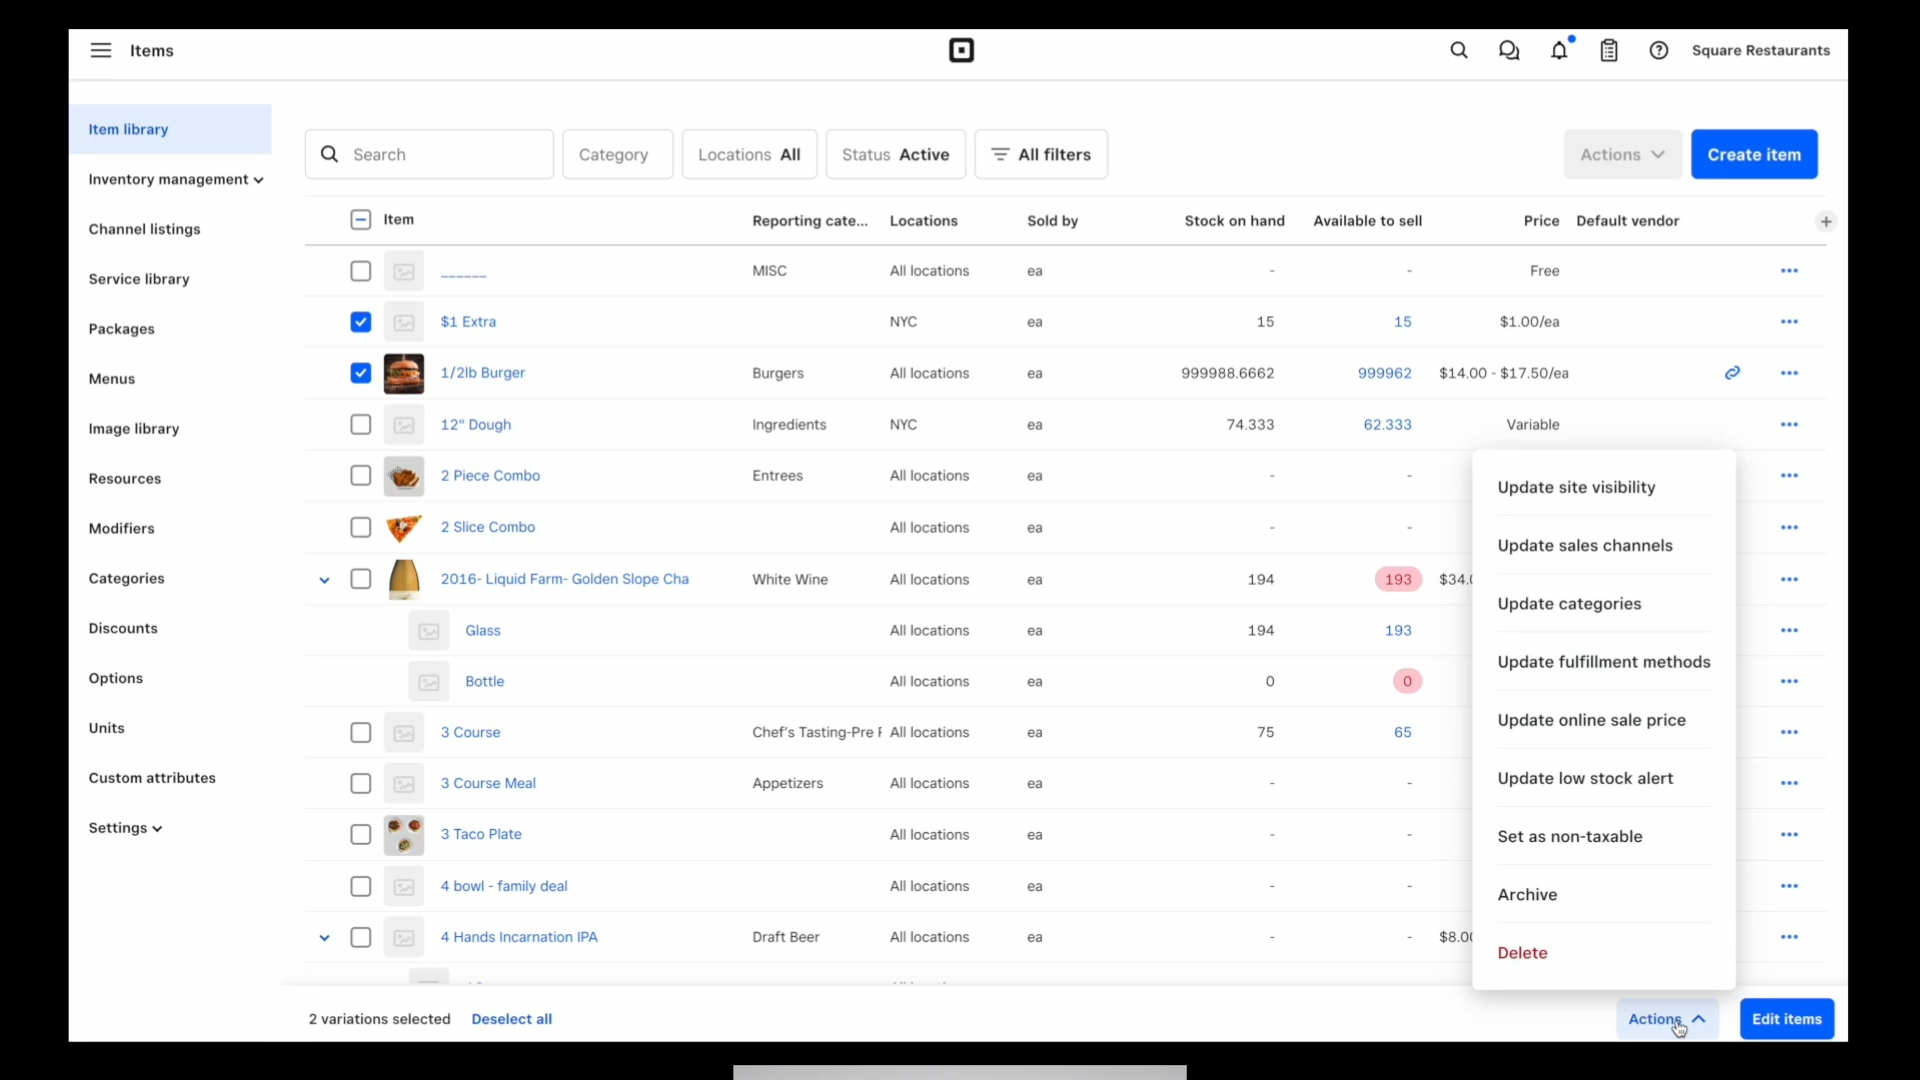 Items
Square Restaurants
Item library
Inventory management
Channel listings
Service library
Packages
Menus
Image library
Resources
Modifiers
Categories
Discounts
Options
Units
Custom attributes
Settings
Search
Category
Locations All
Status Active
All filters
Actions
Create item
Item Reporting cate... Locations Sold by Stock on hand Available to sell Price Default vendor
______ MISC All locations ea - - Free
$1 Extra NYC ea 15 15 $1.00/ea
1/2lb Burger Burgers All locations ea 999988.6662 999962 $14.00 - $17.50/ea
12" Dough Ingredients NYC ea 74.333 62.333 Variable
2 Piece Combo Entrees All locations ea - -
2 Slice Combo All locations ea - -
2016- Liquid Farm- Golden Slope Cha White Wine All locations ea 194 193 $34.0
Glass All locations ea 194 193
Bottle All locations ea 0 0
3 Course Chef's Tasting-Pre All locations ea 75 65
3 Course Meal Appetizers All locations ea - -
3 Taco Plate All locations ea - -
4 bowl - family deal All locations ea - -
4 Hands Incarnation IPA Draft Beer All locations ea - - $8.00
Update site visibility
Update sales channels
Update categories
Update fulfillment methods
Update online sale price
Update low stock alert
Set as non-taxable
Archive
Delete
2 variations selected
Deselect all
Actions
Edit items